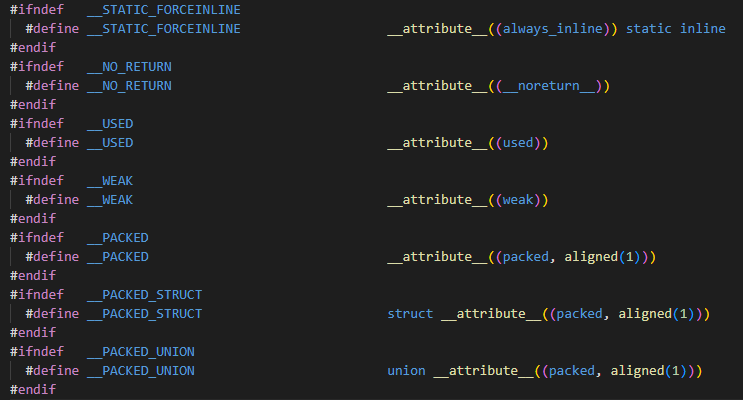 #ifndef   __STATIC_FORCEINLINE
  #define __STATIC_FORCEINLINE                   __attribute__((always_inline)) static inline
#endif
#ifndef   __NO_RETURN
  #define __NO_RETURN                            __attribute__((__noreturn__))
#endif
#ifndef   __USED
  #define __USED                                 __attribute__((used))
#endif
#ifndef   __WEAK
  #define __WEAK                                 __attribute__((weak))
#endif
#ifndef   __PACKED
  #define __PACKED                               __attribute__((packed, aligned(1)))
#endif
#ifndef   __PACKED_STRUCT
  #define __PACKED_STRUCT                        struct __attribute__((packed, aligned(1)))
#endif
#ifndef   __PACKED_UNION
  #define __PACKED_UNION                         union __attribute__((packed, aligned(1)))
#endif